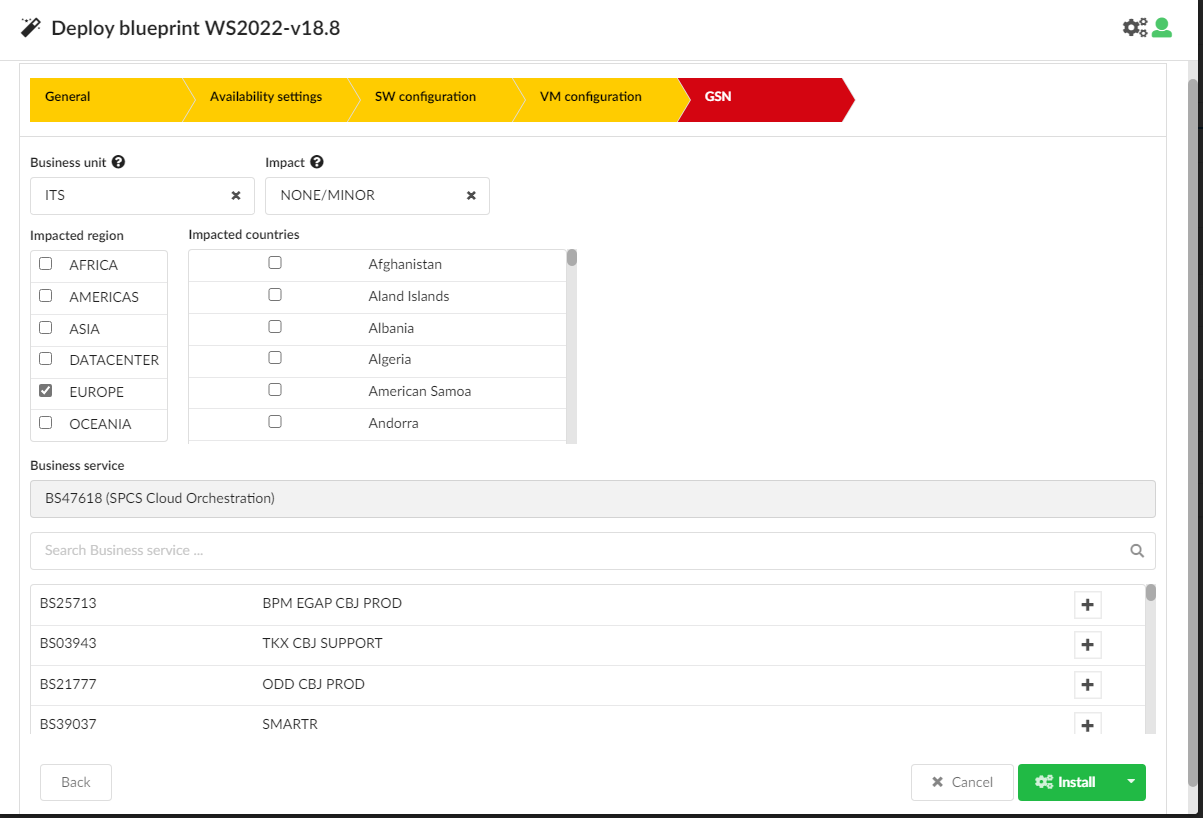 Deploy blueprint WS2022-v18.8
General Availability settings SW configuration VM configuration GSN
Business unit Impact
ITS NONE/MINOR
Impacted region
AFRICA
AMERICAS
ASIA
DATACENTER
EUROPE
OCEANIA
Impacted countries
Afghanistan
Aland Islands
Albania
Algeria
American Samoa
Andorra
Business service
BS47618 (SPCS Cloud Orchestration)
Search Business service ...
BS25713 BPM EGAP CBJ PROD
BS03943 TKX CBJ SUPPORT
BS21777 ODD CBJ PROD
BS39037 SMARTR
Back Cancel Install